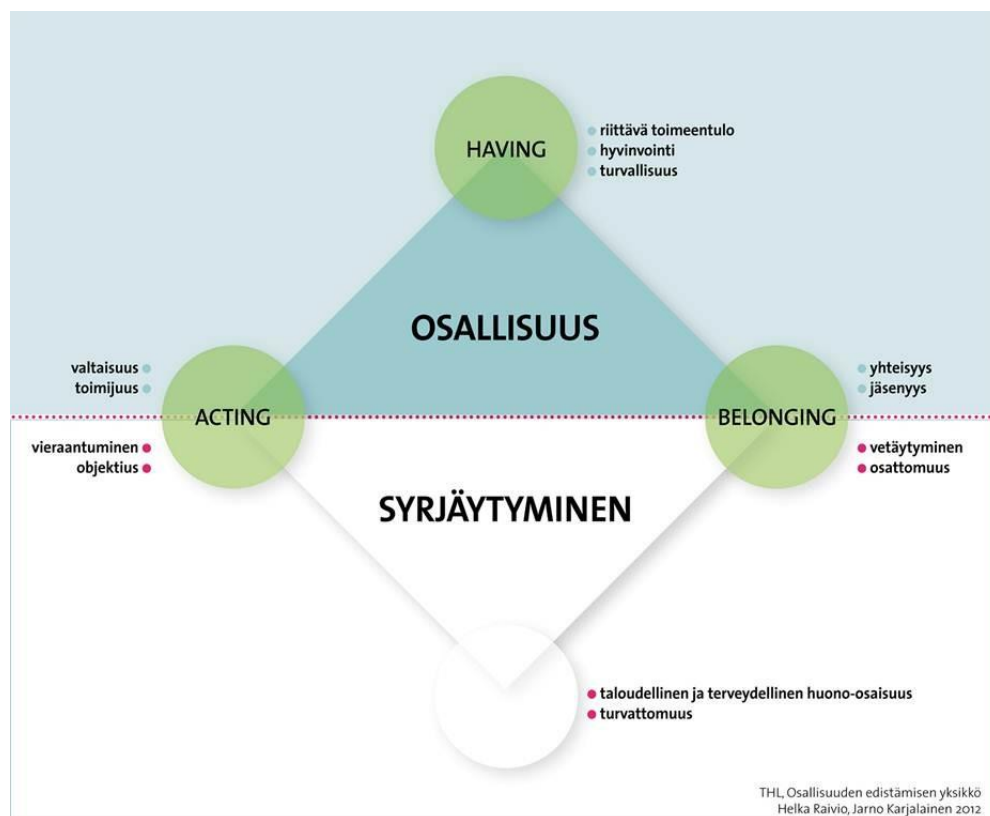 HAVING
riittävä toimeentulo
hyvinvointi
turvallisuus
OSALLISUUS
valtaisuus
toimijuus
ACTING
vieraantuminen
objektius
yhteisyys
jäsenyys
BELONGING
vetäytyminen
osattomuus
SYRJÄYTYMINEN
taloudellinen ja terveydellinen huono-osaisuus
turvattomuus
THL, Osallisuuden edistämisen yksikkö
Helka Raivio, Jarno Karjalainen 2012